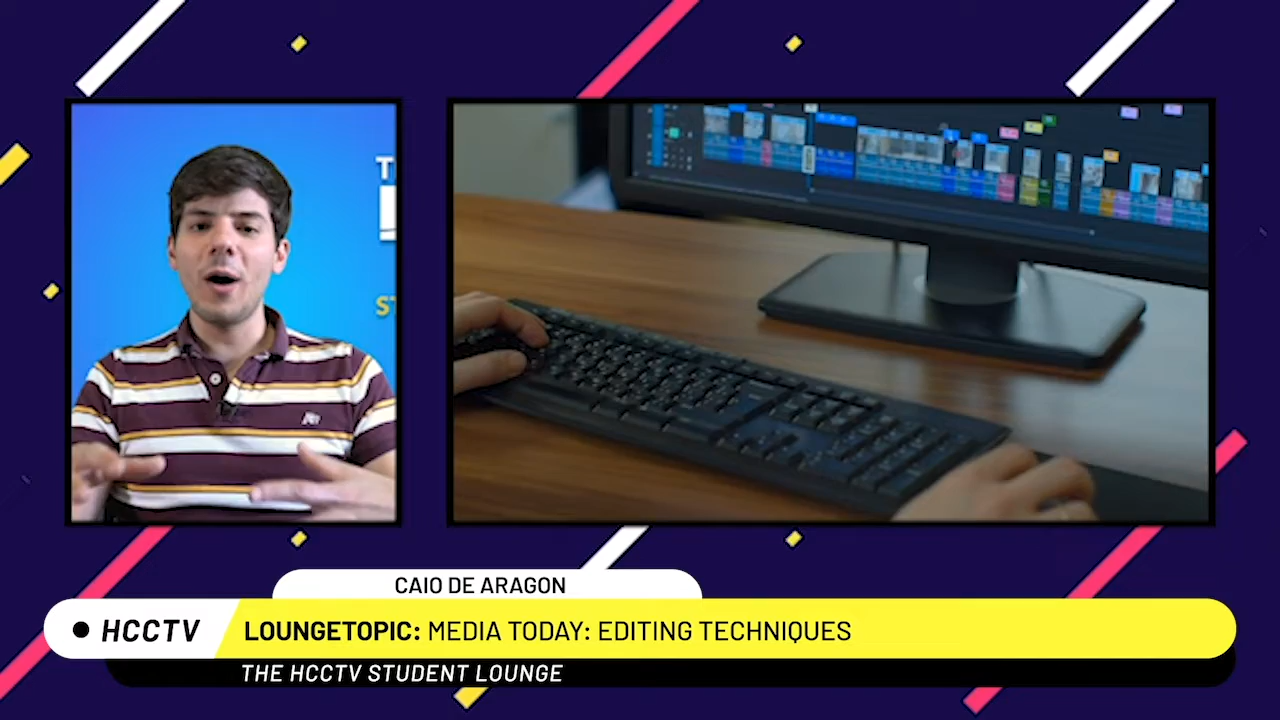 CAIO DE ARAGON
HCCTV
LOUNGETOPIC: MEDIA TODAY: EDITING TECHNIQUES
THE HCCTV STUDENT LOUNGE